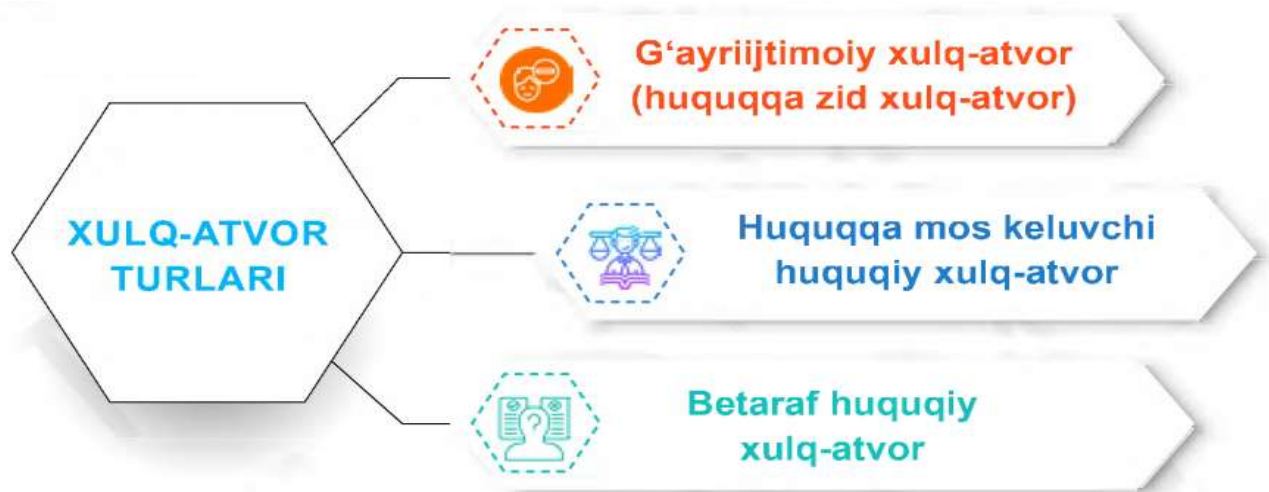 XULQ-ATVOR
TURLARI
G‘ayriijtimoiy xulq-atvor
(huquqqa zid xulq-atvor)
Huquqqa mos keluvchi
huquqiy xulq-atvor
Betaraf huquqiy
xulq-atvor